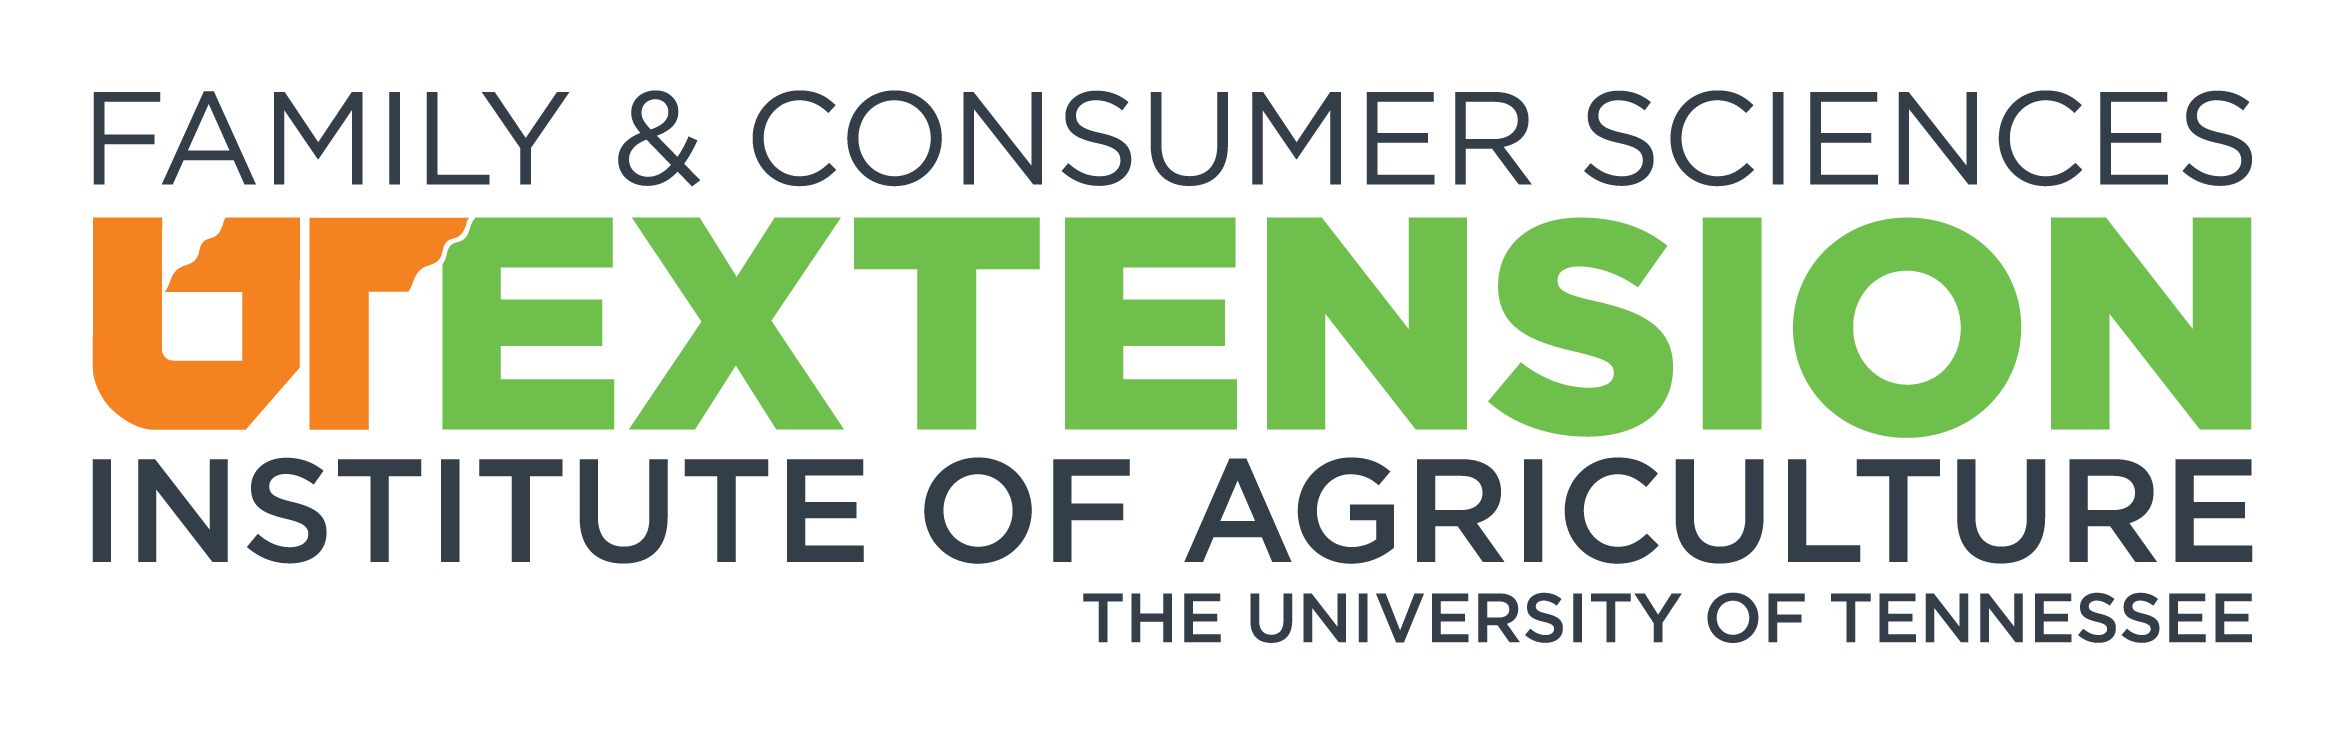 FAMILY & CONSUMER SCIENCES
UTEXTENSION
INSTITUTE OF AGRICULTURE
THE UNIVERSITY OF TENNESSEE